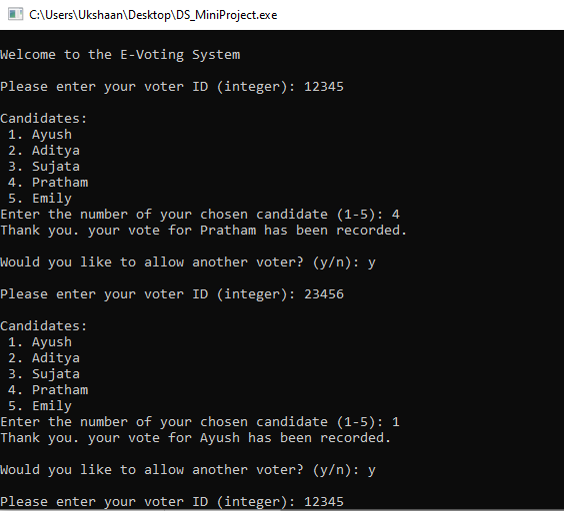 C:\Users\Ukshaan\Desktop\DS_MiniProject.exe
Welcome to the E-Voting System
Please enter your voter ID (integer): 12345
Candidates:
1. Ayush
2. Aditya
3. Sujata
4. Pratham
5. Emily
Enter the number of your chosen candidate (1-5): 4
Thank you. your vote for Pratham has been recorded.
Would you like to allow another voter? (y/n): y
Please enter your voter ID (integer): 23456
Candidates:
1. Ayush
2. Aditya
3. Sujata
4. Pratham
5. Emily
Enter the number of your chosen candidate (1-5): 1
Thank you. your vote for Ayush has been recorded.
Would you like to allow another voter? (y/n): y
Please enter your voter ID (integer): 12345